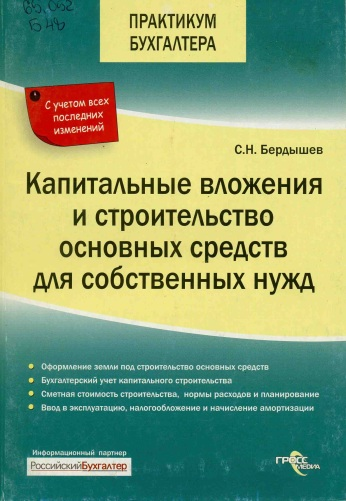 65.052
Б 48
ПРАКТИКУМ
БУХГАЛТЕРА
С учетом всех
последних
изменений
С.Н. Бердышев
Капитальные вложения
и строительство
основных средств
для собственных нужд
Оформление земли под строительство основных средств
Бухгалтерский учет капитального строительства
Сметная стоимость строительства, нормы расходов и планирование
Ввод в эксплуатацию, налогообложение и начисление амортизации
Информационный партнер
РоссийскийБухгалтер
ГРОСС
МЕДИА